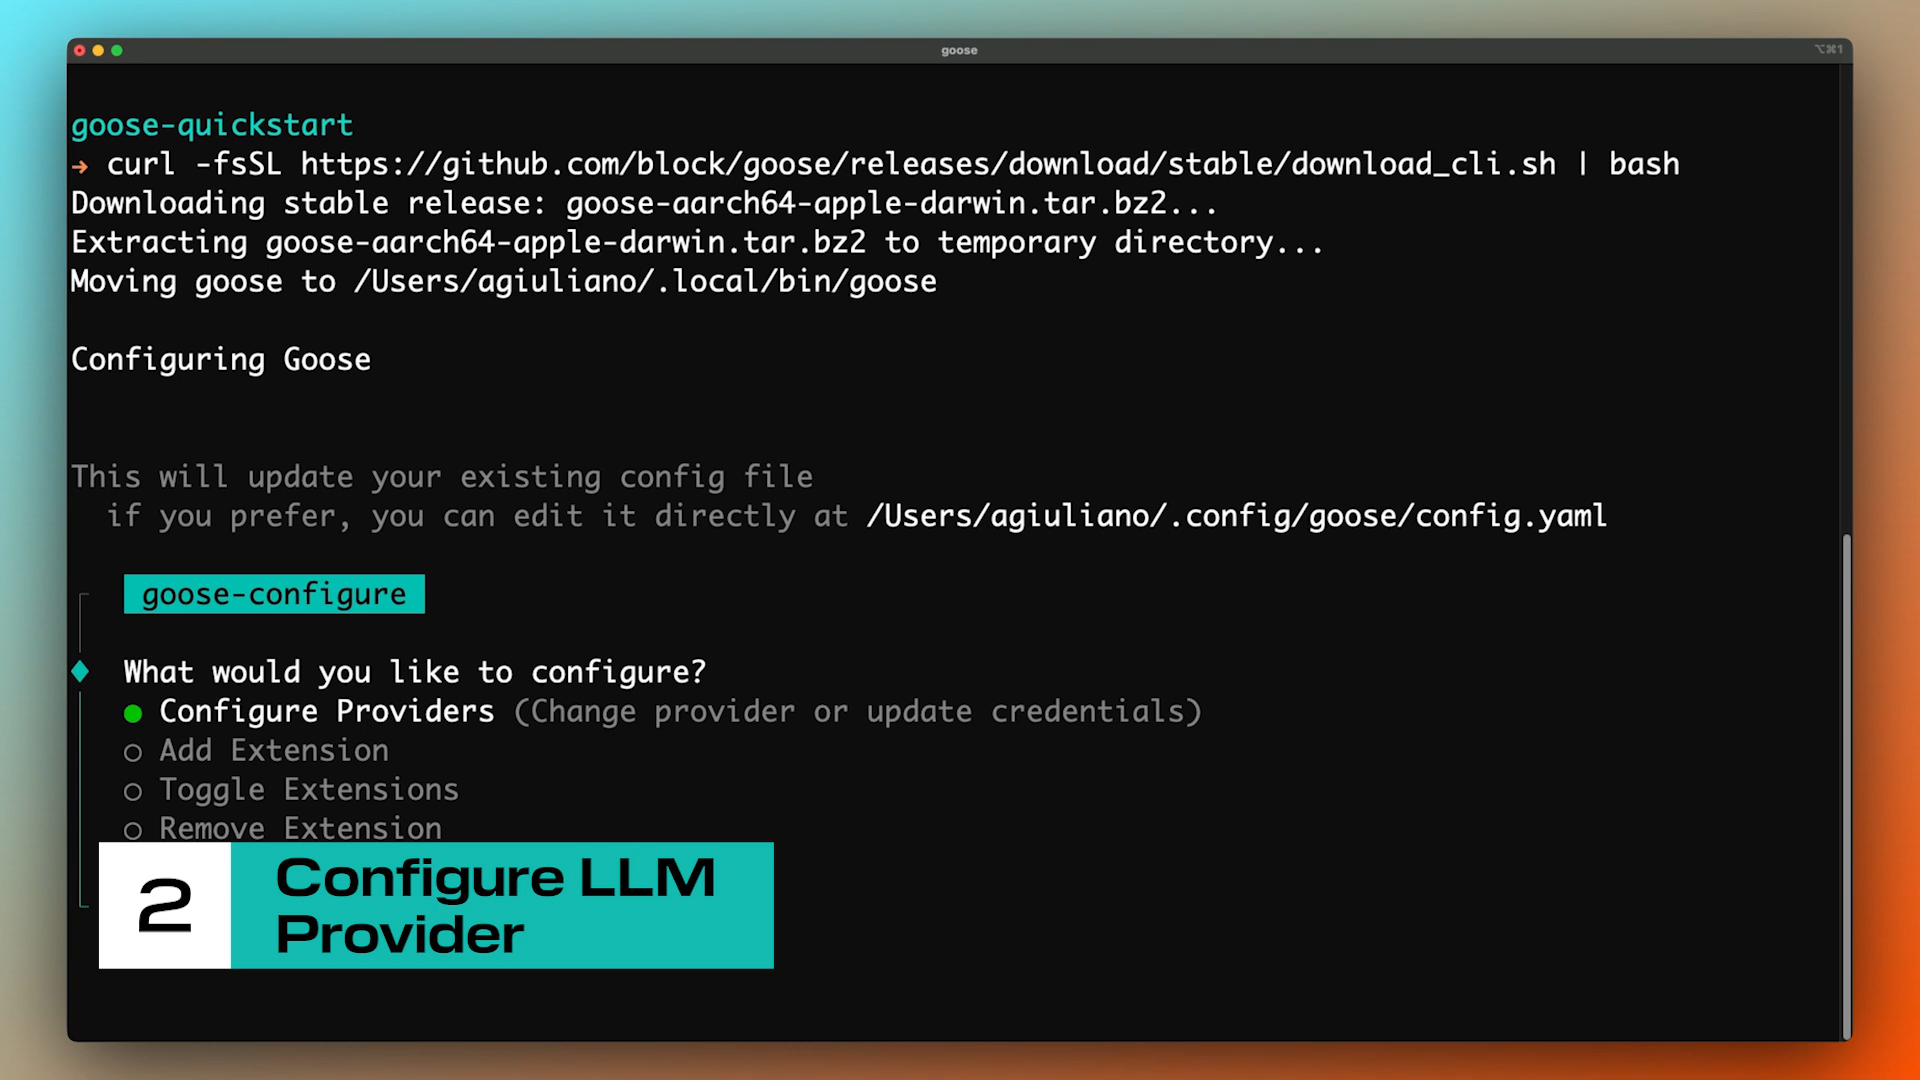 goose
⌥⌘1
goose-quickstart
→ curl -fsSL https://github.com/block/goose/releases/download/stable/download_cli.sh | bash
Downloading stable release: goose-aarch64-apple-darwin.tar.bz2...
Extracting goose-aarch64-apple-darwin.tar.bz2 to temporary directory...
Moving goose to /Users/agiuliano/.local/bin/goose
Configuring Goose
This will update your existing config file
if you prefer, you can edit it directly at /Users/agiuliano/.config/goose/config.yaml
goose-configure
What would you like to configure?
Configure Providers (Change provider or update credentials)
Add Extension
Toggle Extensions
Remove Extension
2
Configure LLM
Provider